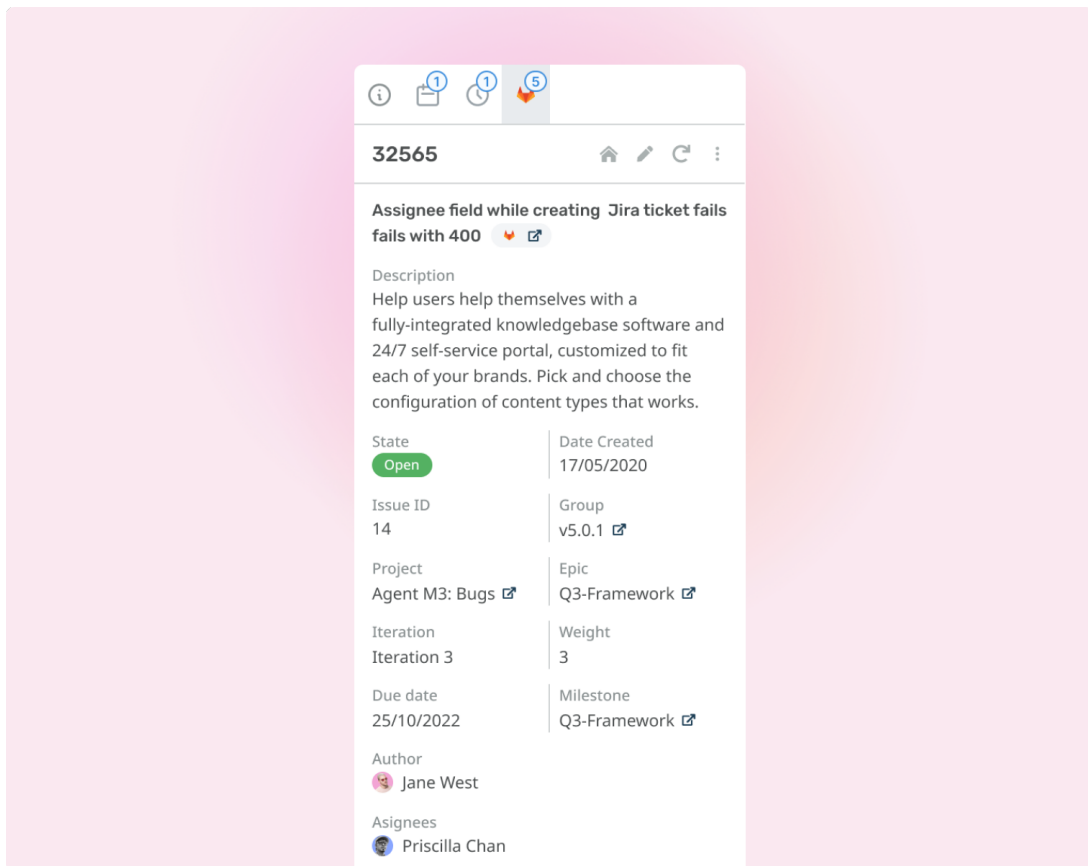 1 1 5
32565
Assignee field while creating Jira ticket fails
fails with 400
Description
Help users help themselves with a
fully-integrated knowledgebase software and
24/7 self-service portal, customized to fit
each of your brands. Pick and choose the
configuration of content types that works.
State Date Created
Open 17/05/2020
Issue ID Group
14 v5.0.1
Project Epic
Agent M3: Bugs Q3-Framework
Iteration Weight
Iteration 3 3
Due date Milestone
25/10/2022 Q3-Framework
Author
Jane West
Asignees
Priscilla Chan